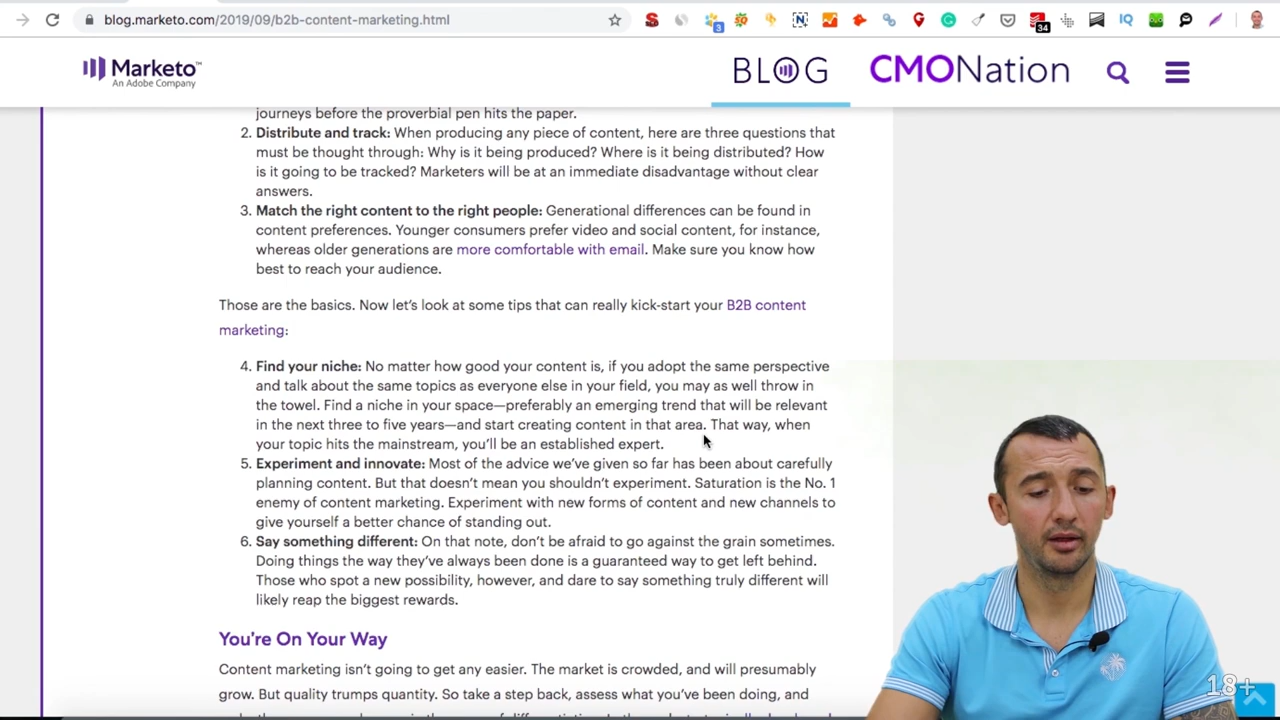 blog.marketo.com/2019/09/b2b-content-marketing.html
3
34
IQ
Marketo™
An Adobe Company
BLOG
CMONation
journeys before the proverbial pen hits the paper.
2. Distribute and track: When producing any piece of content, here are three questions that
must be thought through: Why is it being produced? Where is it being distributed? How
is it going to be tracked? Marketers will be at an immediate disadvantage without clear
answers.
3. Match the right content to the right people: Generational differences can be found in
content preferences. Younger consumers prefer video and social content, for instance,
whereas older generations are more comfortable with email. Make sure you know how
best to reach your audience.
Those are the basics. Now let’s look at some tips that can really kick-start your B2B content
marketing:
4. Find your niche: No matter how good your content is, if you adopt the same perspective
and talk about the same topics as everyone else in your field, you may as well throw in
the towel. Find a niche in your space—preferably an emerging trend that will be relevant
in the next three to five years—and start creating content in that area. That way, when
your topic hits the mainstream, you’ll be an established expert.
5. Experiment and innovate: Most of the advice we’ve given so far has been about carefully
planning content. But that doesn’t mean you shouldn’t experiment. Saturation is the No. 1
enemy of content marketing. Experiment with new forms of content and new channels to
give yourself a better chance of standing out.
6. Say something different: On that note, don’t be afraid to go against the grain sometimes.
Doing things the way they’ve always been done is a guaranteed way to get left behind.
Those who spot a new possibility, however, and dare to say something truly different will
likely reap the biggest rewards.
You’re On Your Way
Content marketing isn’t going to get any easier. The market is crowded, and will presumably
grow. But quality trumps quantity. So take a step back, assess what you’ve been doing, and
18+